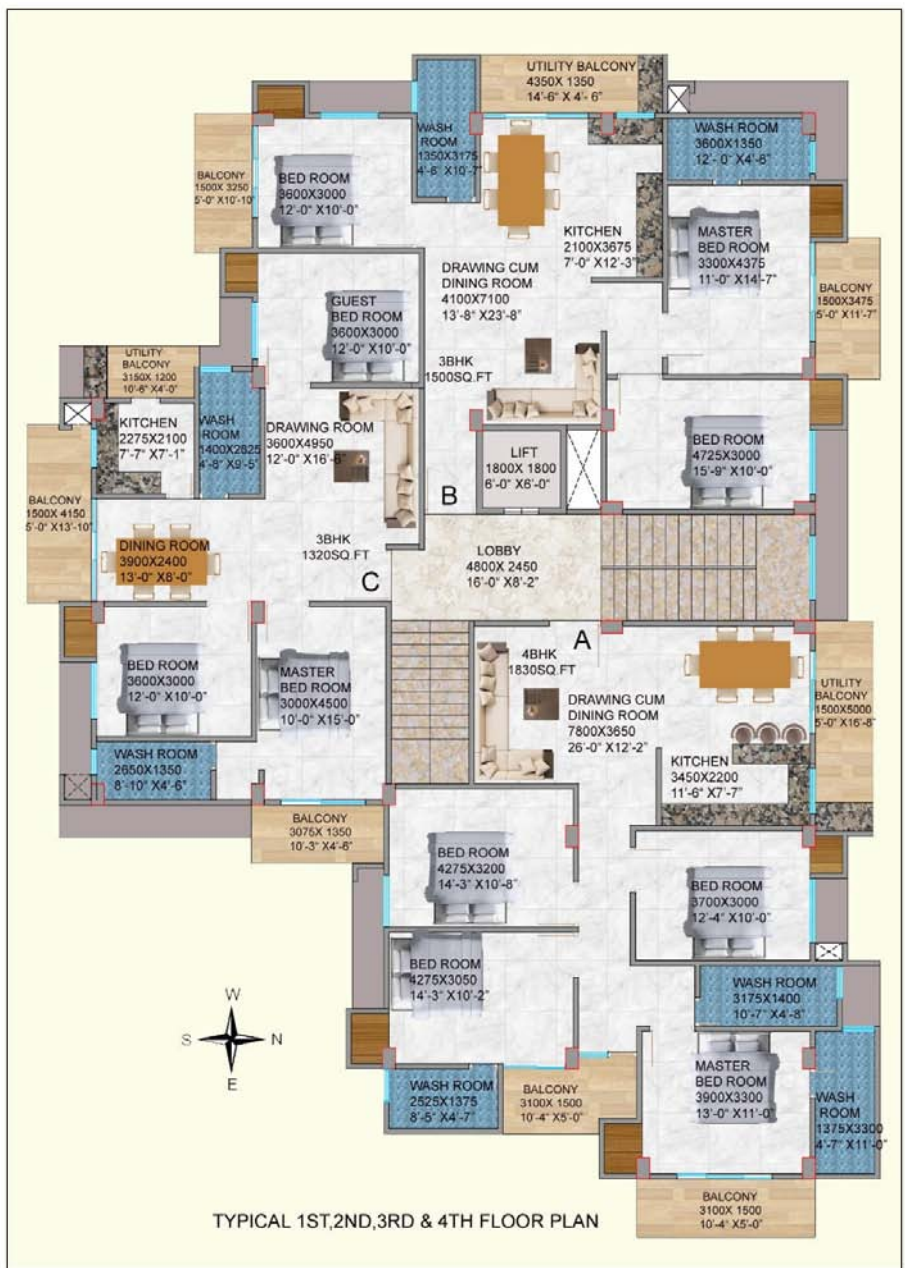 UTILITY BALCONY
4350X 1350
14'-6" X 4'- 6"
WASH
ROOM
1350X3175
4'-6" X10'-7"
WASH ROOM
3600X1350
12'- 0" X4'-6"
BALCONY
1500X 3250
5'-0" X10'-10"
BED ROOM
3600X3000
12'-0" X10'-0"
KITCHEN
2100X3675
7'-0" X12'-3"
MASTER
BED ROOM
3300X4375
11'-0" X14'-7"
DRAWING CUM
DINING ROOM
4100X7100
13'-8" X23'-8"
BALCONY
1500X3475
5'-0" X11'-7"
GUEST
BED ROOM
3600X3000
12'-0" X10'-0"
UTILITY
BALCONY
3150X 1200
10'-6" X4'-0"
3BHK
1500SQ.FT
KITCHEN
2275X2100
7'-7" X7'-1"
WASH
ROOM
1400X2825
4'-8" X9'-5"
DRAWING ROOM
3600X4950
12'-0" X16'-6"
LIFT
1800X 1800
6'-0" X6'-0"
BED ROOM
4725X3000
15'-9" X10'-0"
BALCONY
1500X 4150
5'-0" X13'-10"
B
DINING ROOM
3900X2400
13'-0" X8'-0"
3BHK
1320SQ.FT
LOBBY
4800X 2450
16'-0" X8'-2"
C
A
4BHK
1830SQ.FT
BED ROOM
3600X3000
12'-0" X10'-0"
MASTER
BED ROOM
3000X4500
10'-0" X15'-0"
DRAWING CUM
DINING ROOM
7800X3650
26'-0" X12'-2"
UTILITY
BALCONY
1500X5000
5'-0" X16'-8"
WASH ROOM
2650X1350
8'-10" X4'-6"
KITCHEN
3450X2200
11'-6" X7'-7"
BALCONY
3075X 1350
10'-3" X4'-6"
BED ROOM
4275X3200
14'-3" X10'-8"
BED ROOM
3700X3000
12'-4" X10'-0"
BED ROOM
4275X3050
14'-3" X10'-2"
WASH ROOM
3175X1400
10'-7" X4'-8"
W
S N
E
MASTER
BED ROOM
3900X3300
13'-0" X11'-0"
WASH ROOM
2525X1375
8'-5" X4'-7"
BALCONY
3100X 1500
10'-4" X5'-0"
WASH
ROOM
1375X3300
4'-7" X11'-0"
BALCONY
3100X 1500
10'-4" X5'-0"
TYPICAL 1ST,2ND,3RD & 4TH FLOOR PLAN